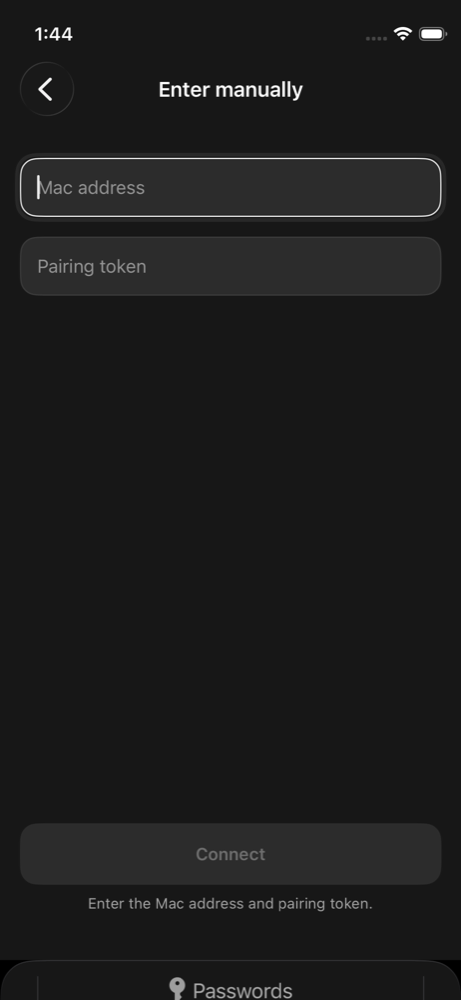 1:44
Enter manually
Mac address
Pairing token
Connect
Enter the Mac address and pairing token.
Passwords